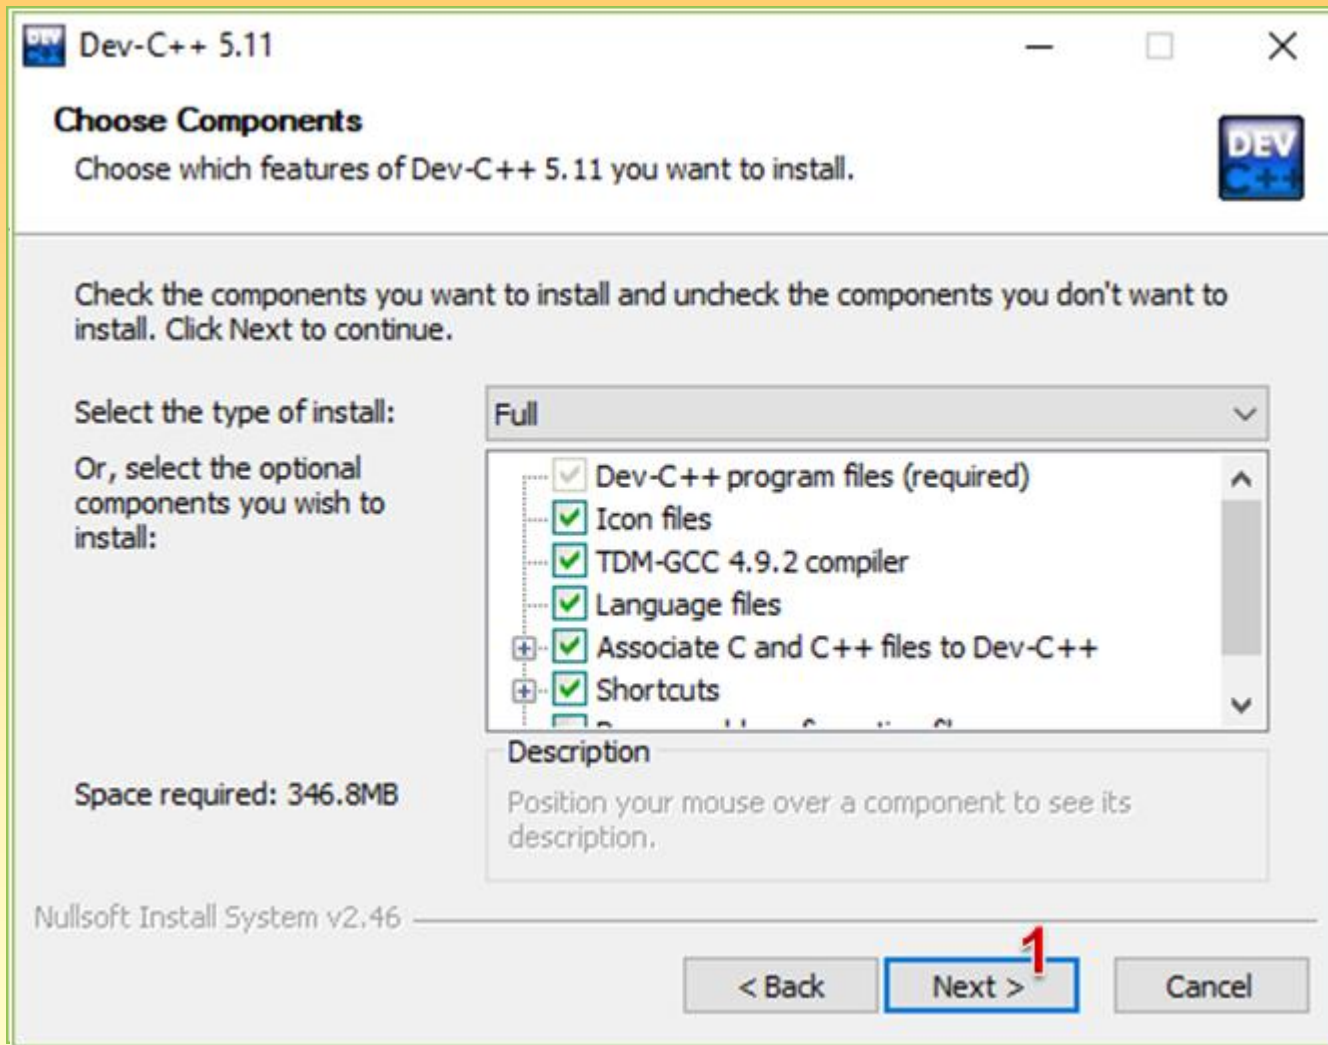 Dev-C++ 5.11
Choose Components
Choose which features of Dev-C++ 5.11 you want to install.
DEV
C++
Check the components you want to install and uncheck the components you don't want to
install. Click Next to continue.
Select the type of install:
Full
Or, select the optional
components you wish to
install:
Dev-C++ program files (required)
Icon files
TDM-GCC 4.9.2 compiler
Language files
Associate C and C++ files to Dev-C++
Shortcuts
Space required: 346.8MB
Description
Position your mouse over a component to see its
description.
Nullsoft Install System v2.46
1
< Back
Next >
Cancel